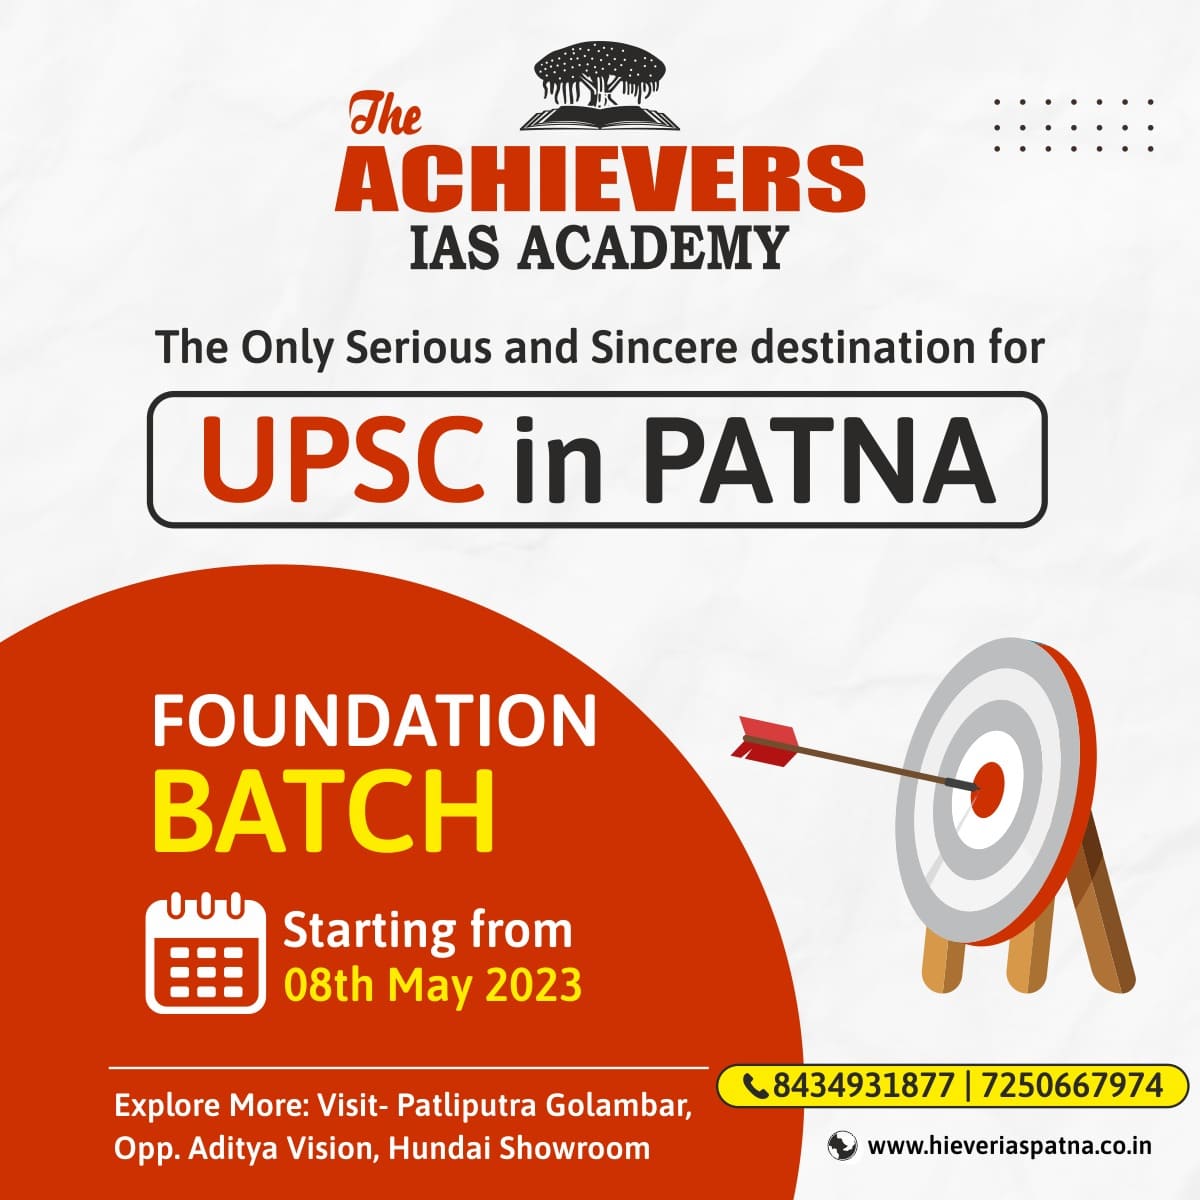 The
ACHIEVERS
IAS ACADEMY
The Only Serious and Sincere destination for
UPSC in PATNA
FOUNDATION
BATCH
Starting from
08th May 2023
Explore More: Visit- Patliputra Golambar,
Opp. Aditya Vision, Hundai Showroom
8434931877 | 7250667974
www.hieveriaspatna.co.in